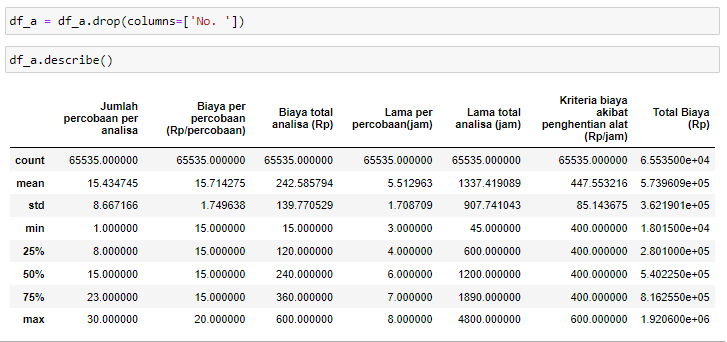 df_a = df_a.drop(columns=['No. '])
df_a.describe()
Jumlah percobaan per analisa Biaya per percobaan (Rp/percobaan) Biaya total analisa (Rp) Lama per percobaan(jam) Lama total analisa (jam) Kriteria biaya akibat penghentian alat (Rp/jam) Total Biaya (Rp)
count 65535.000000 65535.000000 65535.000000 65535.000000 65535.000000 65535.000000 6.553500e+04
mean 15.434745 15.714275 242.585794 5.512963 1337.419089 447.553216 5.739609e+05
std 8.667166 1.749638 139.770529 1.708709 907.741043 85.143675 3.621901e+05
min 1.000000 15.000000 15.000000 3.000000 45.000000 400.000000 1.801500e+04
25% 8.000000 15.000000 120.000000 4.000000 600.000000 400.000000 2.801000e+05
50% 15.000000 15.000000 240.000000 6.000000 1200.000000 400.000000 5.402250e+05
75% 23.000000 15.000000 360.000000 7.000000 1890.000000 400.000000 8.162550e+05
max 30.000000 20.000000 600.000000 8.000000 4800.000000 600.000000 1.920600e+06